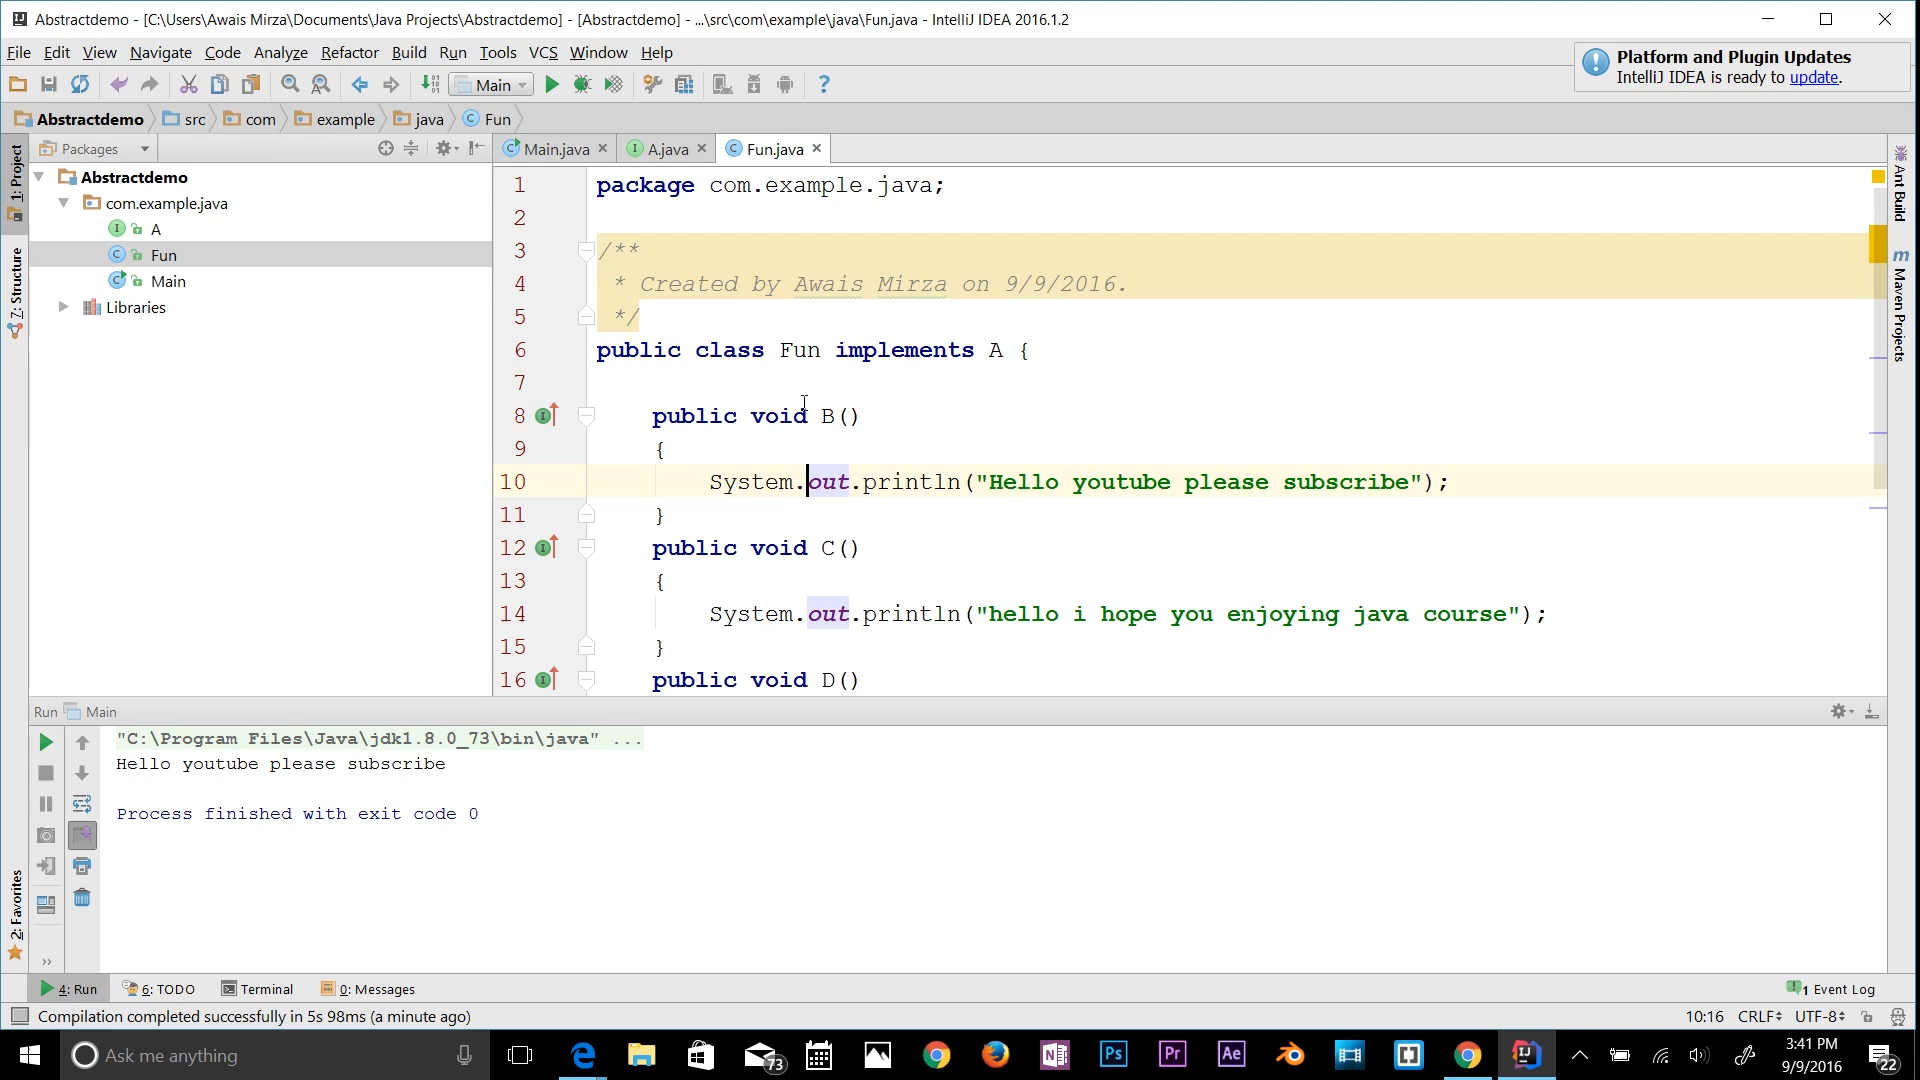 Abstractdemo - [C:\Users\Awais Mirza\Documents\Java Projects\Abstractdemo] - [Abstractdemo] - ...\src\com\example\java\Fun.java - IntelliJ IDEA 2016.1.2
File Edit View Navigate Code Analyze Refactor Build Run Tools VCS Window Help
Platform and Plugin Updates
IntelliJ IDEA is ready to update.
Main
Abstractdemo src com example java Fun
1: Project
7: Structure
2: Favorites
Packages
Abstractdemo
com.example.java
A
Fun
Main
Libraries
Main.java A.java Fun.java
1 package com.example.java;
2
3 /**
4 * Created by Awais Mirza on 9/9/2016.
5 */
6 public class Fun implements A {
7
8 public void B()
9 {
10 System.out.println("Hello youtube please subscribe");
11 }
12 public void C()
13 {
14 System.out.println("hello i hope you enjoying java course");
15 }
16 public void D()
Ant Build
m Maven Projects
Run Main
"C:\Program Files\Java\jdk1.8.0_73\bin\java" ...
Hello youtube please subscribe
Process finished with exit code 0
4: Run 6: TODO Terminal 0: Messages
1 Event Log
Compilation completed successfully in 5s 98ms (a minute ago)
10:16 CRLF UTF-8
Ask me anything
73
Ps Pr Ae
3:41 PM
9/9/2016
22